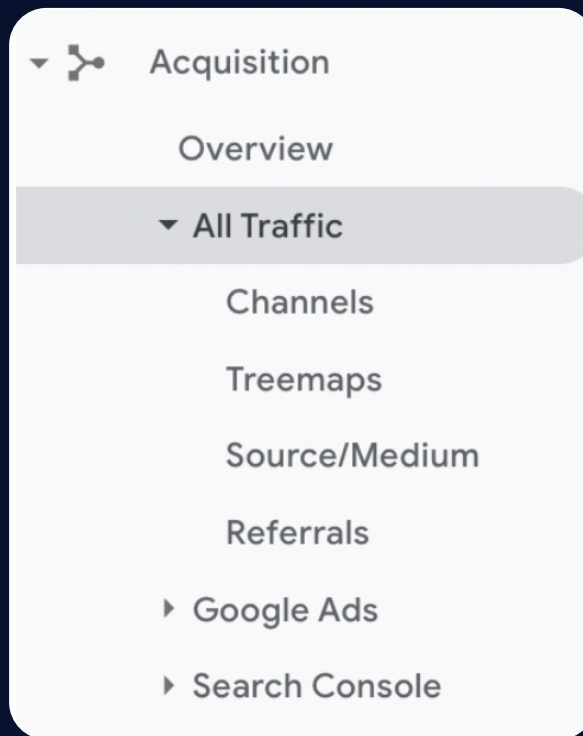 Acquisition
Overview
All Traffic
Channels
Treemaps
Source/Medium
Referrals
Google Ads
Search Console